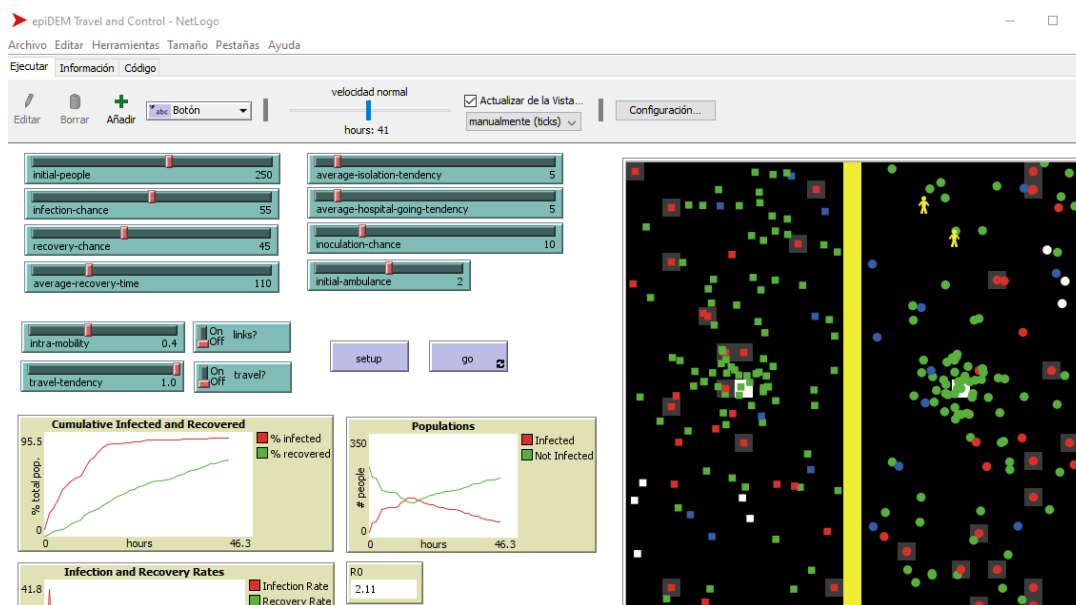 epiDEM Travel and Control - NetLogo
Archivo Editar Herramientas Tamaño Pestañas Ayuda
Ejecutar Información Código
Editar Borrar Añadir abc Botón velocidad normal hours: 41 Actualizar de la Vista... manualmente (ticks) Configuración...
initial-people 250
average-isolation-tendency 5
infection-chance 55
average-hospital-going-tendency 5
recovery-chance 45
inoculation-chance 10
average-recovery-time 110
initial-ambulance 2
intra-mobility 0.4
On Off links?
travel-tendency 1.0
On Off travel?
setup
go
Cumulative Infected and Recovered
95.5
% total pop.
0
0 hours 46.3
% infected
% recovered
Populations
350
# people
0
0 hours 46.3
Infected
Not Infected
Infection and Recovery Rates
41.8
Infection Rate
Recovery Rate
R0
2.11